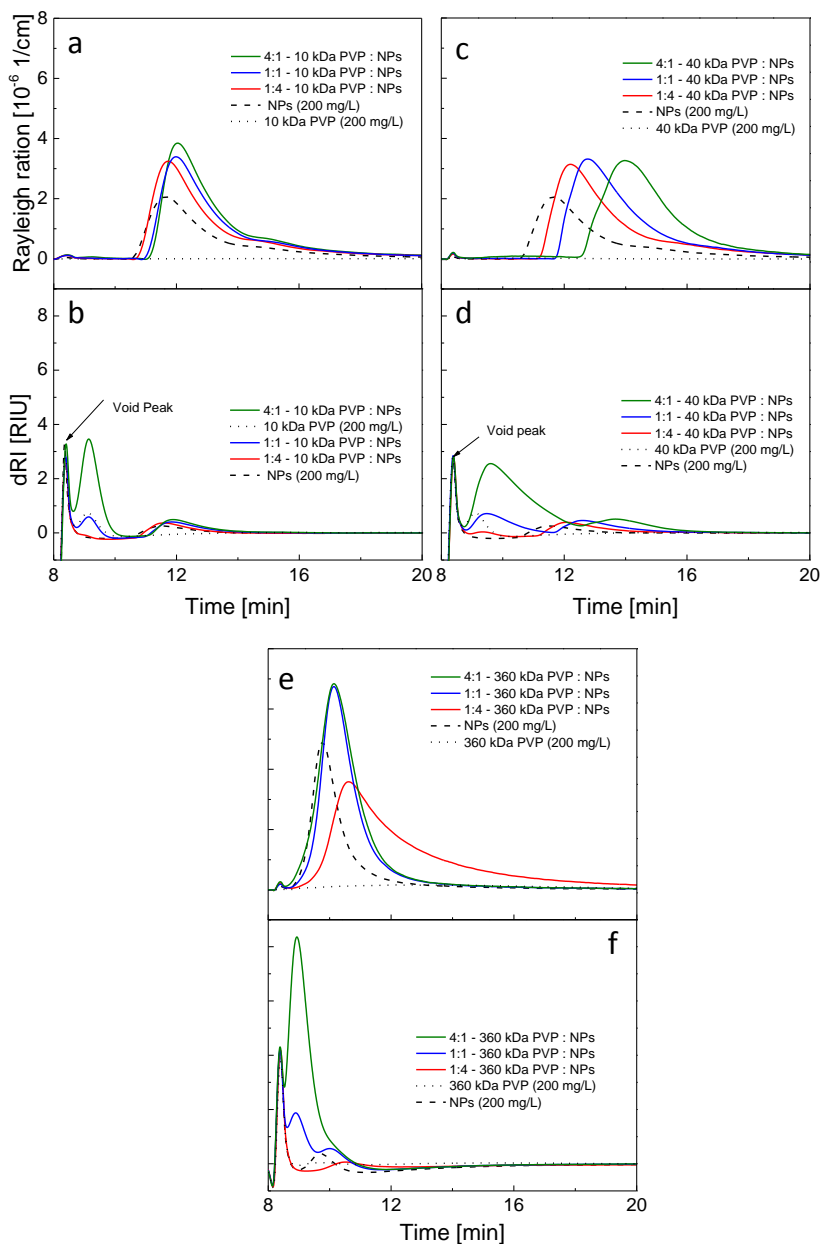 a
4:1 - 10 kDa PVP : NPs
1:1 - 10 kDa PVP : NPs
1:4 - 10 kDa PVP : NPs
NPs (200 mg/L)
10 kDa PVP (200 mg/L)
Rayleigh ration [10⁻⁶ 1/cm]
8
6
4
2
0
c
4:1 - 40 kDa PVP : NPs
1:1 - 40 kDa PVP : NPs
1:4 - 40 kDa PVP : NPs
NPs (200 mg/L)
40 kDa PVP (200 mg/L)
b
Void Peak
4:1 - 10 kDa PVP : NPs
10 kDa PVP (200 mg/L)
1:1 - 10 kDa PVP : NPs
1:4 - 10 kDa PVP : NPs
NPs (200 mg/L)
dRI [RIU]
8
6
4
2
0
8 12 16 20
Time [min]
d
Void peak
4:1 - 40 kDa PVP : NPs
1:1 - 40 kDa PVP : NPs
1:4 - 40 kDa PVP : NPs
40 kDa PVP (200 mg/L)
NPs (200 mg/L)
8 12 16 20
Time [min]
e
4:1 - 360 kDa PVP : NPs
1:1 - 360 kDa PVP : NPs
1:4 - 360 kDa PVP : NPs
NPs (200 mg/L)
360 kDa PVP (200 mg/L)
f
4:1 - 360 kDa PVP : NPs
1:1 - 360 kDa PVP : NPs
1:4 - 360 kDa PVP : NPs
360 kDa PVP (200 mg/L)
NPs (200 mg/L)
8 12 16 20
Time [min]